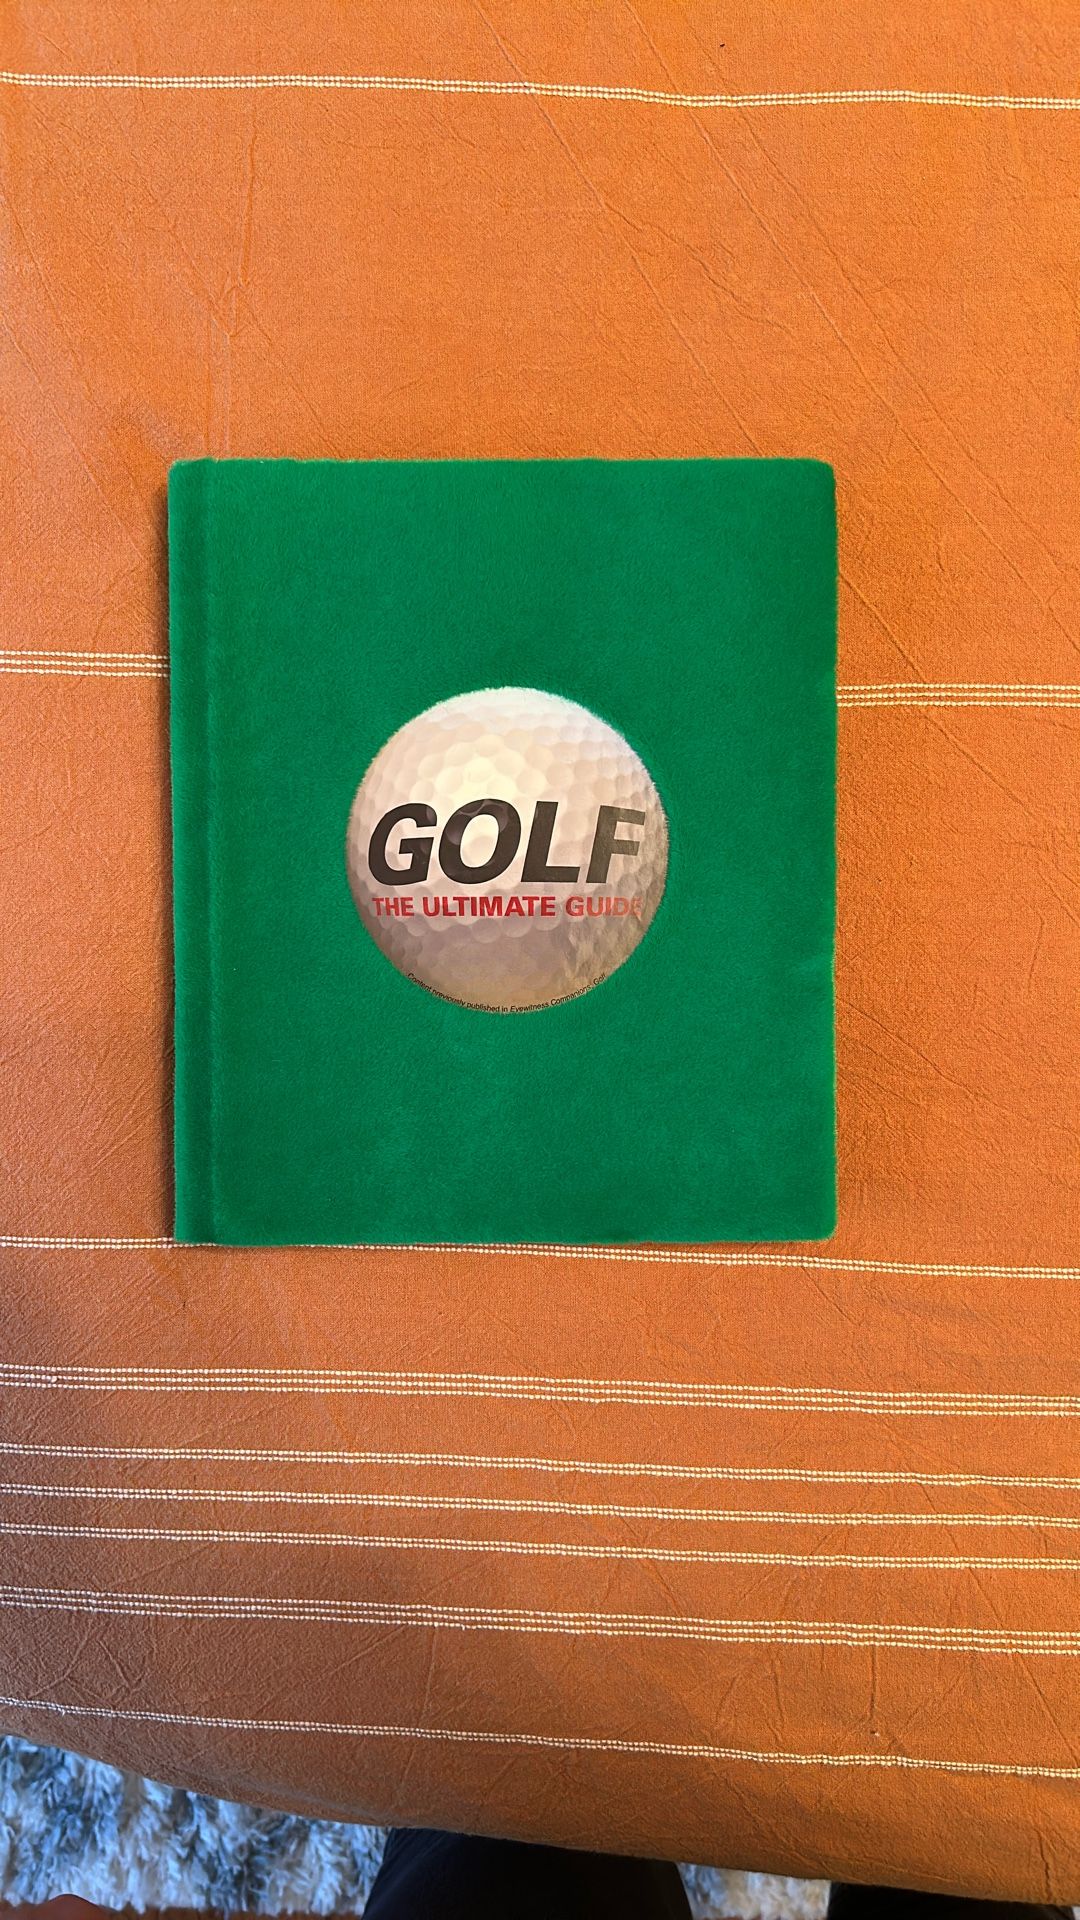 GOLF
THE ULTIMATE GUIDE
Content previously published in Eyewitness Companions: Golf